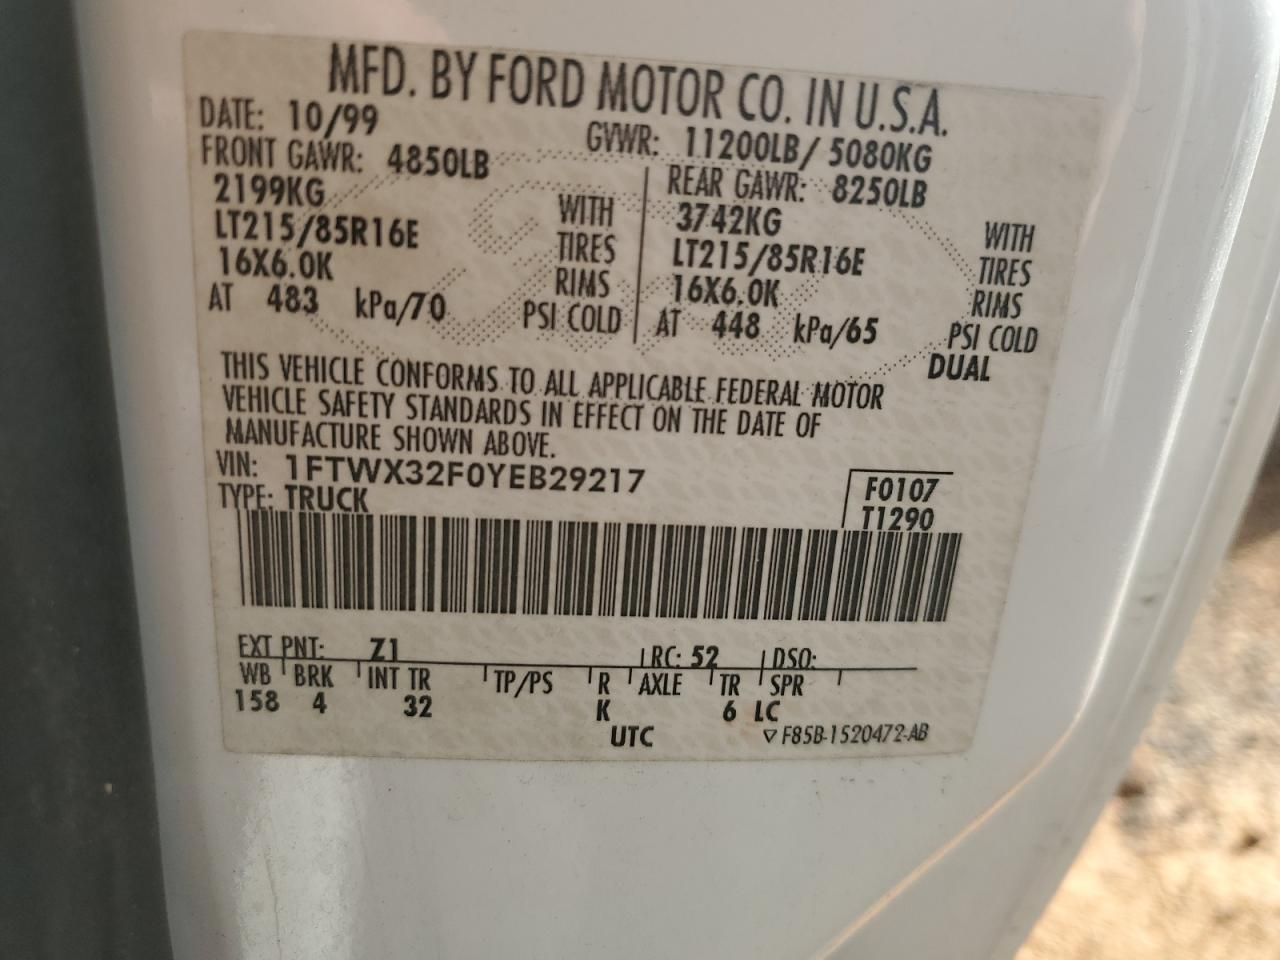 MFD. BY FORD MOTOR CO. IN U.S.A.
DATE: 10/99 GVWR: 11200LB/ 5080KG
FRONT GAWR: 4850LB REAR GAWR: 8250LB
2199KG WITH 3742KG WITH
LT215/85R16E TIRES LT215/85R16E TIRES
16X6.0K RIMS 16X6.0K RIMS
AT 483 kPa/70 PSI COLD AT 448 kPa/65 PSI COLD
DUAL
THIS VEHICLE CONFORMS TO ALL APPLICABLE FEDERAL MOTOR
VEHICLE SAFETY STANDARDS IN EFFECT ON THE DATE OF
MANUFACTURE SHOWN ABOVE.
VIN: 1FTWX32F0YEB29217 F0107
TYPE: TRUCK T1290
EXT PNT: Z1 RC: 52 DSO:
WB BRK INT TR TP/PS R AXLE TR SPR
158 4 32 K 6 LC
UTC ▽ F85B-1520472-AB